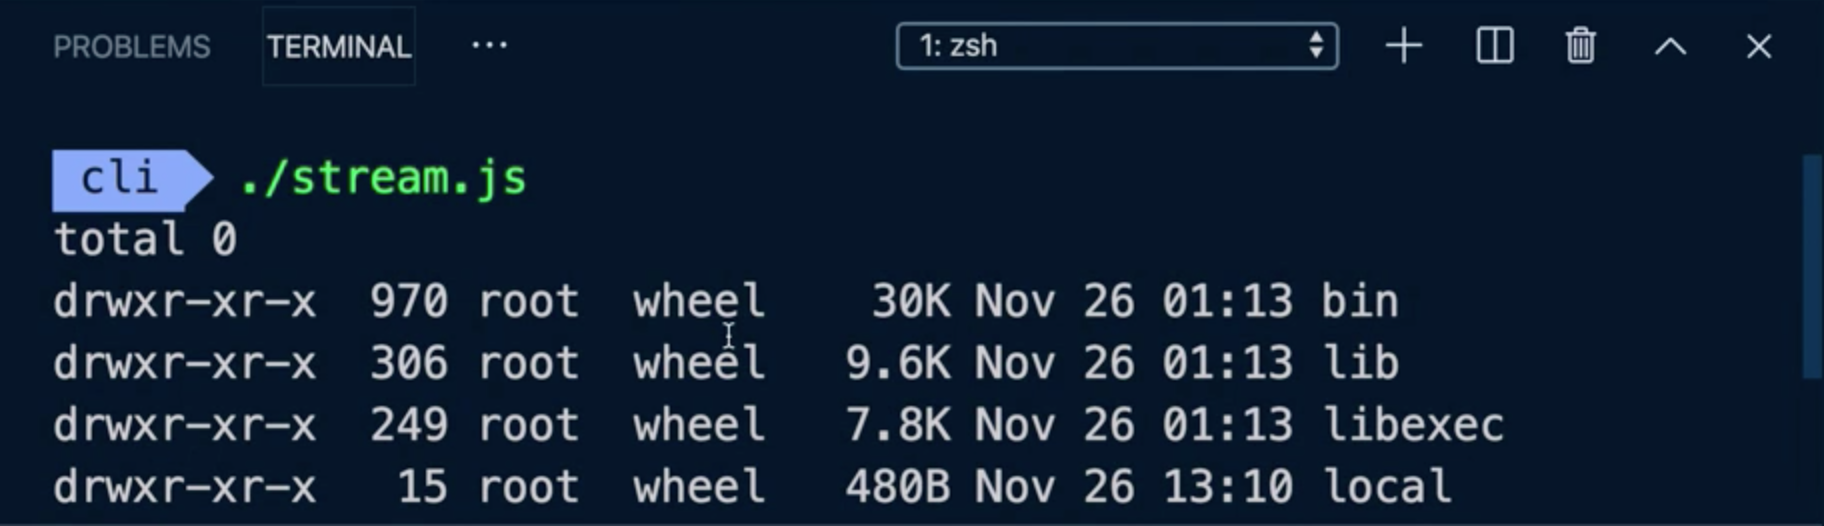 PROBLEMS TERMINAL ... 1: zsh
cli ./stream.js
total 0
drwxr-xr-x 970 root wheel 30K Nov 26 01:13 bin
drwxr-xr-x 306 root wheel 9.6K Nov 26 01:13 lib
drwxr-xr-x 249 root wheel 7.8K Nov 26 01:13 libexec
drwxr-xr-x 15 root wheel 480B Nov 26 13:10 local